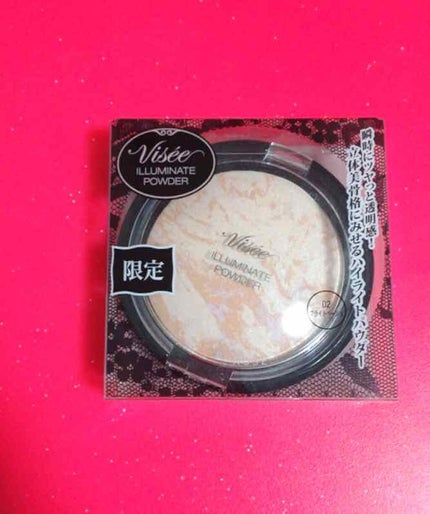 Visée
ILLUMINATE
POWDER
限定
Visée
ILLUMINATE
POWDER
02
瞬時にツヤっと透明感！
立体美骨格にみせるハイライトパウダー